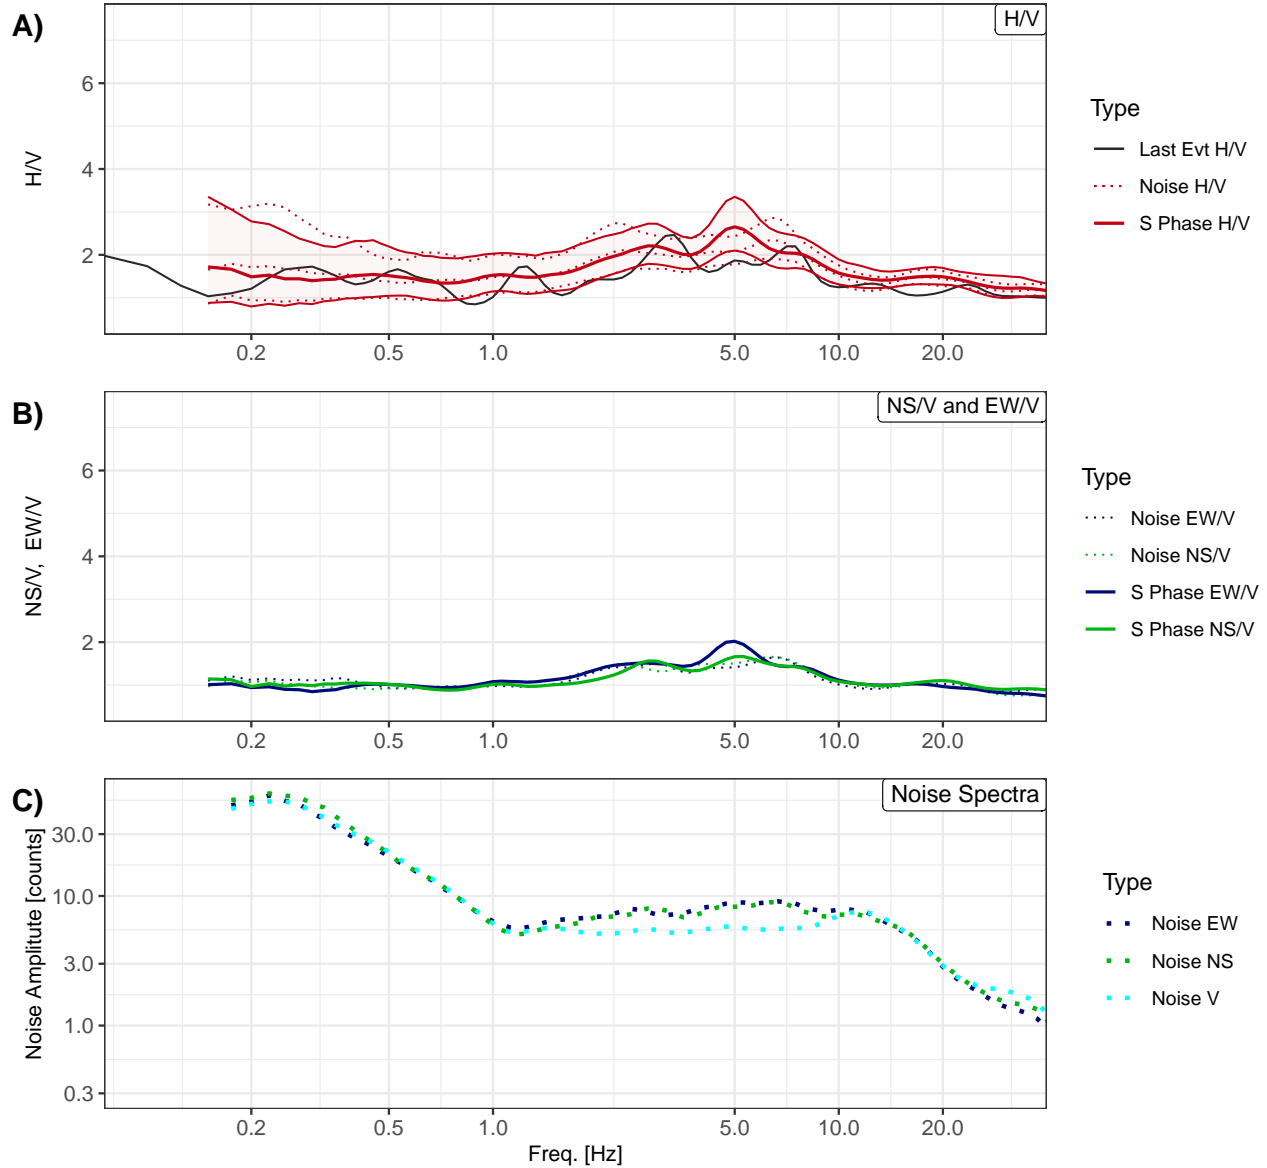 A)
H/V
6
4
2
H/V
0.2 0.5 1.0 5.0 10.0 20.0
Type
Last Evt H/V
Noise H/V
S Phase H/V
B)
NS/V and EW/V
6
4
2
NS/V, EW/V
0.2 0.5 1.0 5.0 10.0 20.0
Type
Noise EW/V
Noise NS/V
S Phase EW/V
S Phase NS/V
C)
Noise Spectra
30.0
10.0
3.0
1.0
0.3
Noise Amplitute [counts]
0.2 0.5 1.0 5.0 10.0 20.0
Freq. [Hz]
Type
Noise EW
Noise NS
Noise V